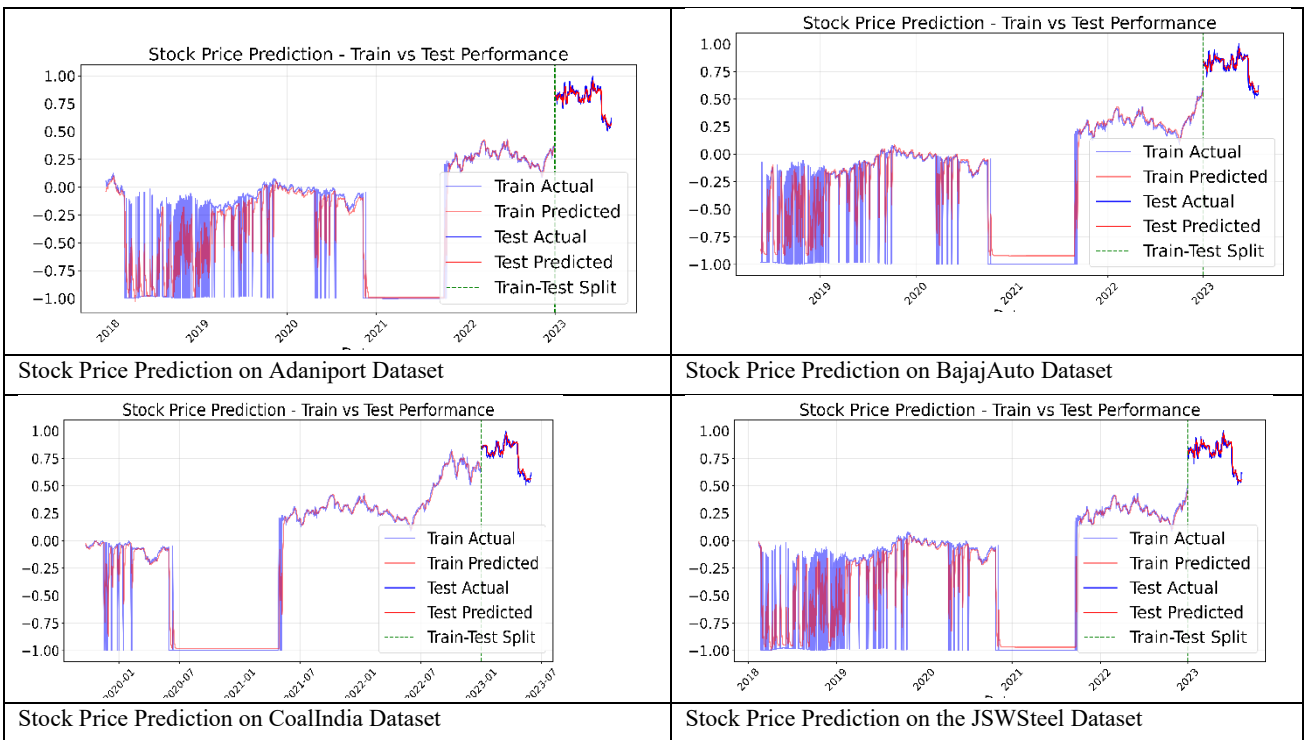 Stock Price Prediction - Train vs Test Performance
1.00
0.75
0.50
0.25
0.00
−0.25
−0.50
−0.75
−1.00
Train Actual
Train Predicted
Test Actual
Test Predicted
Train-Test Split
2018
2019
2020
2021
2022
2023
Stock Price Prediction on Adaniport Dataset
Stock Price Prediction - Train vs Test Performance
1.00
0.75
0.50
0.25
0.00
−0.25
−0.50
−0.75
−1.00
Train Actual
Train Predicted
Test Actual
Test Predicted
Train-Test Split
2019
2020
2021
2022
2023
Stock Price Prediction on BajajAuto Dataset
Stock Price Prediction - Train vs Test Performance
1.00
0.75
0.50
0.25
0.00
−0.25
−0.50
−0.75
−1.00
Train Actual
Train Predicted
Test Actual
Test Predicted
Train-Test Split
2020-01
2020-07
2021-01
2021-07
2022-01
2022-07
2023-01
2023-07
Stock Price Prediction on CoalIndia Dataset
Stock Price Prediction - Train vs Test Performance
1.00
0.75
0.50
0.25
0.00
−0.25
−0.50
−0.75
−1.00
Train Actual
Train Predicted
Test Actual
Test Predicted
Train-Test Split
2018
2019
2020
2021
2022
2023
Stock Price Prediction on the JSWSteel Dataset